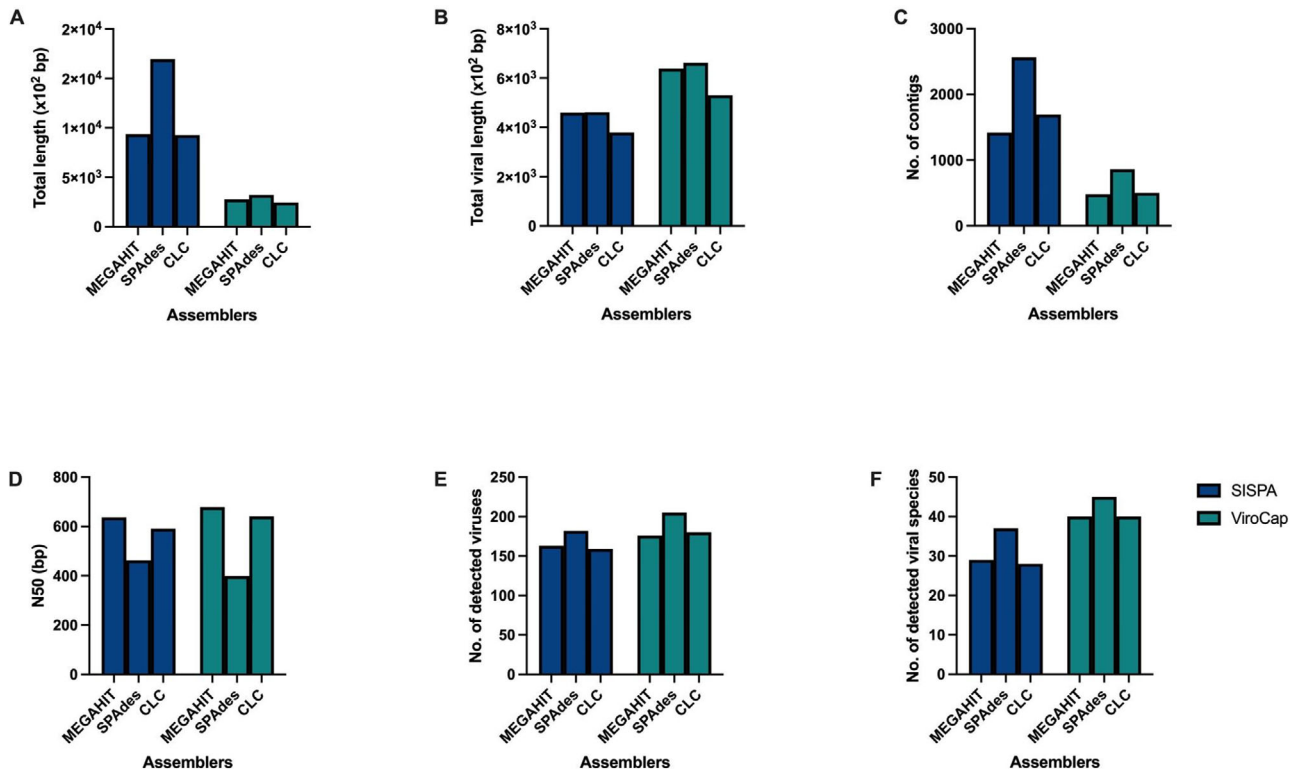 A
Total length (x10² bp)
2×10⁴
2×10⁴
1×10⁴
5×10³
0
MEGAHIT
SPAdes
CLC
MEGAHIT
SPAdes
CLC
Assemblers
B
Total viral length (x10² bp)
8×10³
6×10³
4×10³
2×10³
0
MEGAHIT
SPAdes
CLC
MEGAHIT
SPAdes
CLC
Assemblers
C
No. of contigs
3000
2000
1000
0
MEGAHIT
SPAdes
CLC
MEGAHIT
SPAdes
CLC
Assemblers
D
N50 (bp)
800
600
400
200
0
MEGAHIT
SPAdes
CLC
MEGAHIT
SPAdes
CLC
Assemblers
E
No. of detected viruses
250
200
150
100
50
0
MEGAHIT
SPAdes
CLC
MEGAHIT
SPAdes
CLC
Assemblers
F
No. of detected viral species
50
40
30
20
10
0
MEGAHIT
SPAdes
CLC
MEGAHIT
SPAdes
CLC
Assemblers
SISPA
ViroCap